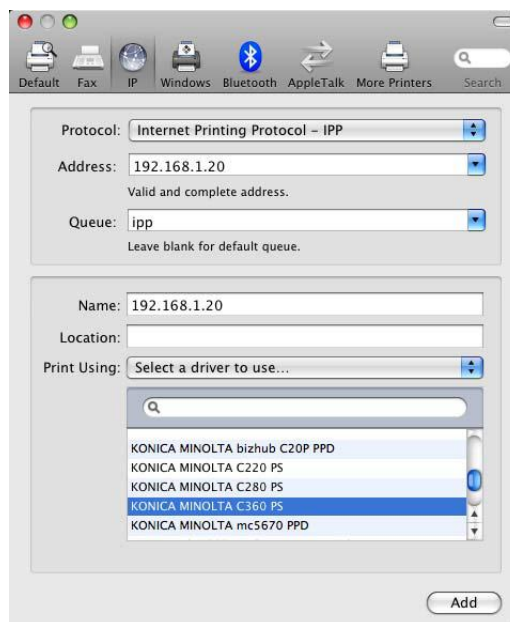 Default Fax IP Windows Bluetooth AppleTalk More Printers Search
Protocol: Internet Printing Protocol – IPP
Address: 192.168.1.20
Valid and complete address.
Queue: ipp
Leave blank for default queue.
Name: 192.168.1.20
Location:
Print Using: Select a driver to use...
KONICA MINOLTA bizhub C20P PPD
KONICA MINOLTA C220 PS
KONICA MINOLTA C280 PS
KONICA MINOLTA C360 PS
KONICA MINOLTA mc5670 PPD
Add